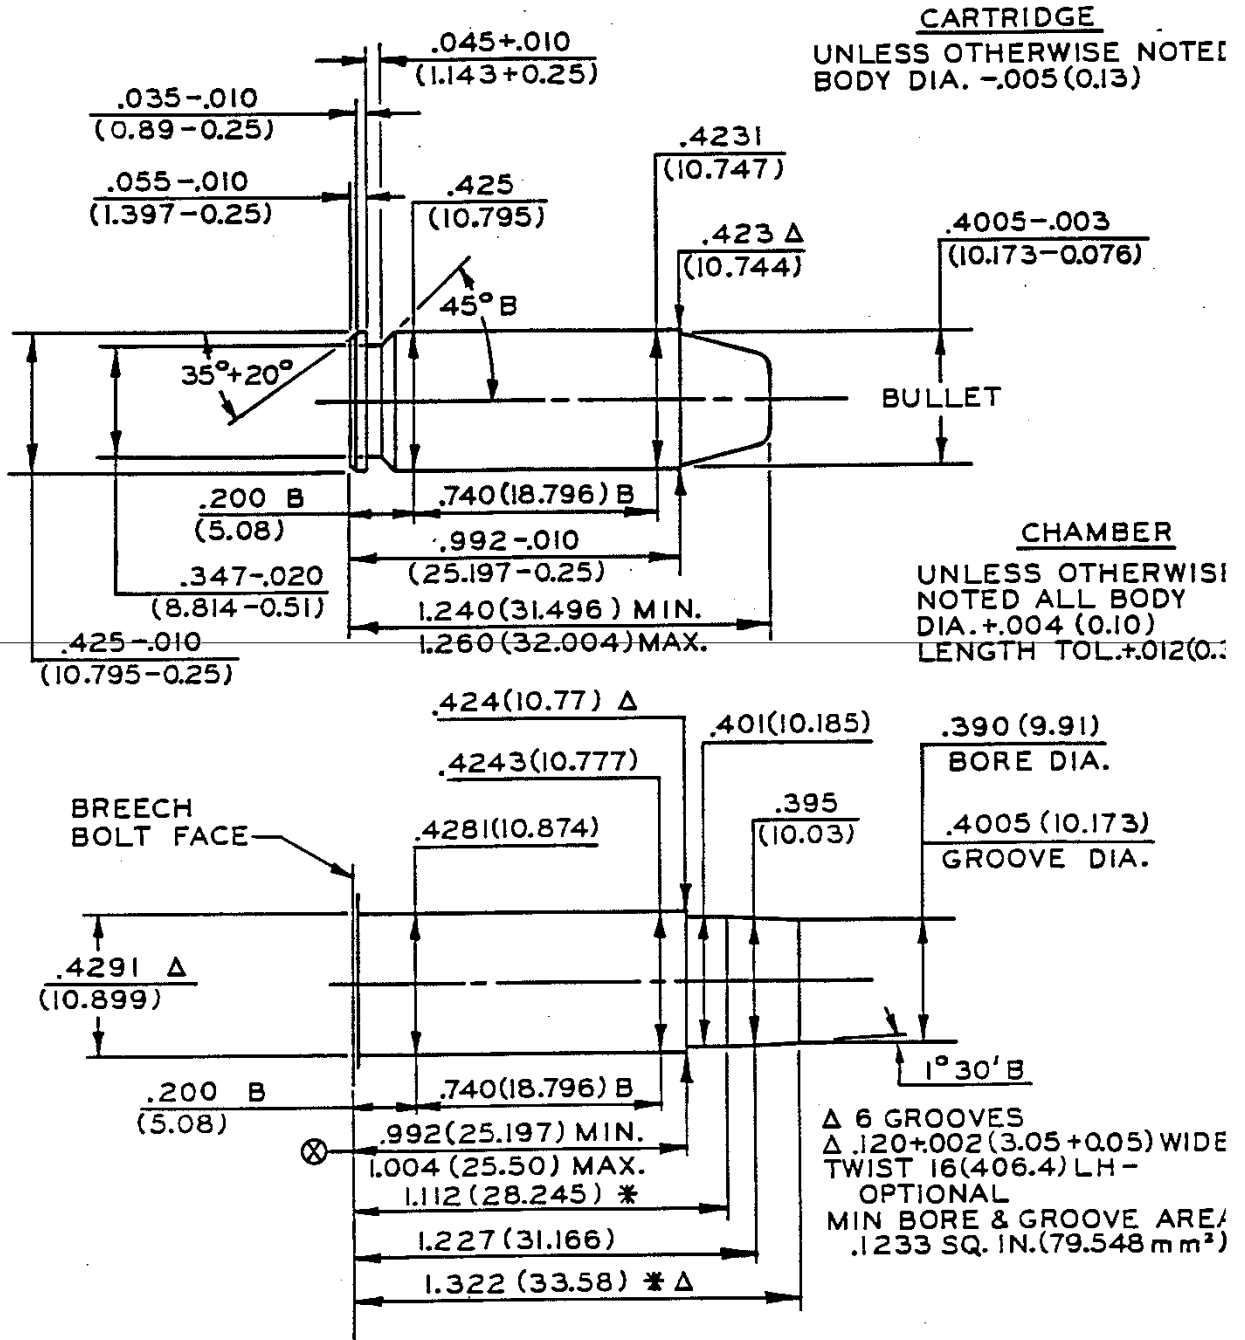 CARTRIDGE
UNLESS OTHERWISE NOTED
BODY DIA. -.005(0.13)
.045+.010
(1.143+0.25)
.035-.010
(0.89-0.25)
.055-.010
(1.397-0.25)
.425
(10.795)
.4231
(10.747)
.423 Δ
(10.744)
.4005-.003
(10.173-0.076)
45° B
35°+20°
BULLET
.200 B
(5.08)
.740(18.796) B
.992-.010
(25.197-0.25)
.347-.020
(8.814-0.51)
1.240(31.496) MIN.
1.260(32.004) MAX.
.425-.010
(10.795-0.25)
CHAMBER
UNLESS OTHERWISE
NOTED ALL BODY
DIA.+.004 (0.10)
LENGTH TOL.+.012(0.3
.424(10.77) Δ
.401(10.185)
.390 (9.91)
BORE DIA.
.4243(10.777)
.395
(10.03)
BREECH
BOLT FACE
.4281(10.874)
.4005 (10.173)
GROOVE DIA.
.4291 Δ
(10.899)
1°30' B
.200 B
(5.08)
.740(18.796) B
⊗
.992(25.197) MIN.
1.004 (25.50) MAX.
1.112 (28.245) *
1.227 (31.166)
1.322 (33.58) * Δ
Δ 6 GROOVES
Δ .120+.002 (3.05+0.05) WIDE
TWIST 16(406.4) LH-
OPTIONAL
MIN BORE & GROOVE AREA
.1233 SQ. IN.(79.548 mm²)